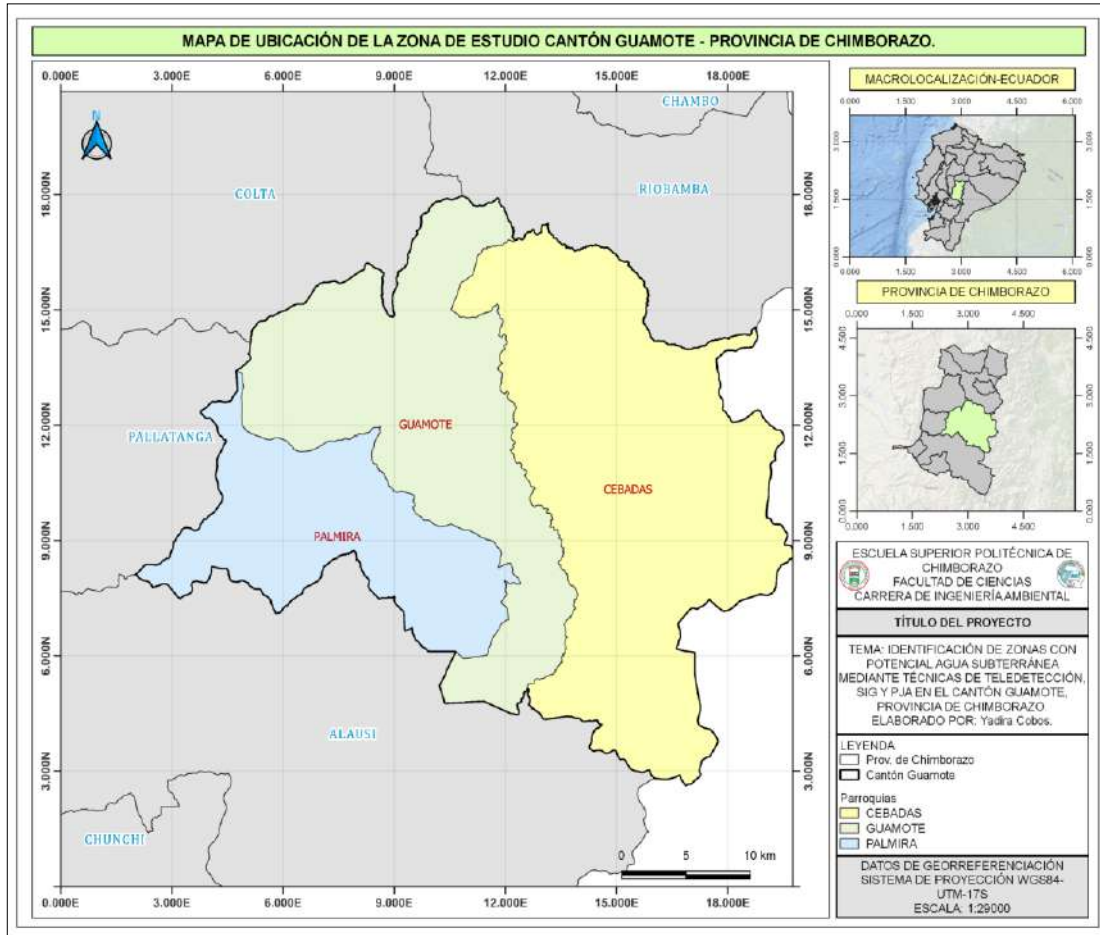 MAPA DE UBICACIÓN DE LA ZONA DE ESTUDIO CANTÓN GUAMOTE - PROVINCIA DE CHIMBORAZO.
0.000E 3.000E 6.000E 9.000E 12.000E 15.000E 18.000E
18.000N
15.000N
12.000N
9.000N
6.000N
3.000N
N
CHAMBO
COLTA
RIOBAMBA
PALLATANGA
GUAMOTE
CEBADAS
PALMIRA
ALAUSI
CHUNCHI
0 5 10 km
18.000N
15.000N
12.000N
9.000N
6.000N
3.000N
0.000E 3.000E 6.000E 9.000E 12.000E 15.000E 18.000E
MACROLOCALIZACIÓN-ECUADOR
0.000 1.500 3.000 4.500 6.000
3.000 3.000
1.500 1.500
0.000 0.000
0.000 1.500 3.000 4.500 6.000
PROVINCIA DE CHIMBORAZO
0.000 1.500 3.000 4.500
4.500 4.500
3.000 3.000
1.500 1.500
0.000 0.000
1.500 3.000 4.500
ESCUELA SUPERIOR POLITÉCNICA DE
CHIMBORAZO
FACULTAD DE CIENCIAS
CARRERA DE INGENIERÍA AMBIENTAL
TÍTULO DEL PROYECTO
TEMA: IDENTIFICACIÓN DE ZONAS CON
POTENCIAL AGUA SUBTERRÁNEA
MEDIANTE TÉCNICAS DE TELEDETECCIÓN,
SIG Y PJA EN EL CANTÓN GUAMOTE,
PROVINCIA DE CHIMBORAZO
ELABORADO POR: Yadira Cobos.
LEYENDA
Prov. de Chimborazo
Cantón Guamote
Parroquias
CEBADAS
GUAMOTE
PALMIRA
DATOS DE GEORREFERENCIACIÓN
SISTEMA DE PROYECCIÓN WGS84-
UTM-17S
ESCALA: 1:29000